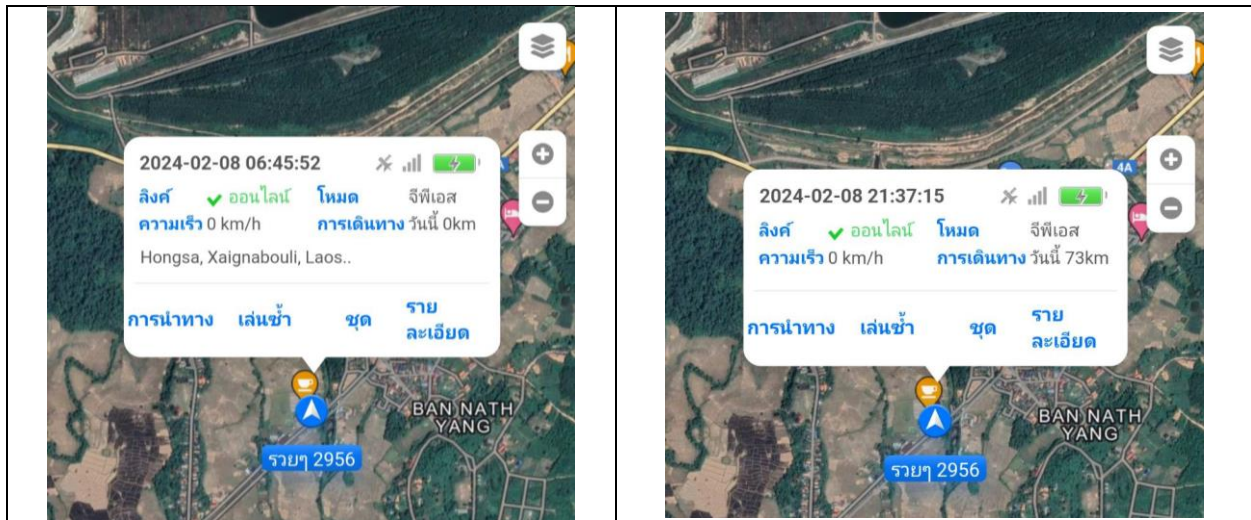 2024-02-08 06:45:52
ลิงค์ ออนไลน์ โหมด จีพีเอส
ความเร็ว 0 km/h การเดินทาง วันนี้ 0km
Hongsa, Xaignabouli, Laos..
การนำทาง เล่นซ้ำ ชุด ราย
ละเอียด
BAN NATH
YANG
รวยๆ 2956
4A
2024-02-08 21:37:15
ลิงค์ ออนไลน์ โหมด จีพีเอส
ความเร็ว 0 km/h การเดินทาง วันนี้ 73km
การนำทาง เล่นซ้ำ ชุด ราย
ละเอียด
BAN NATH
YANG
รวยๆ 2956